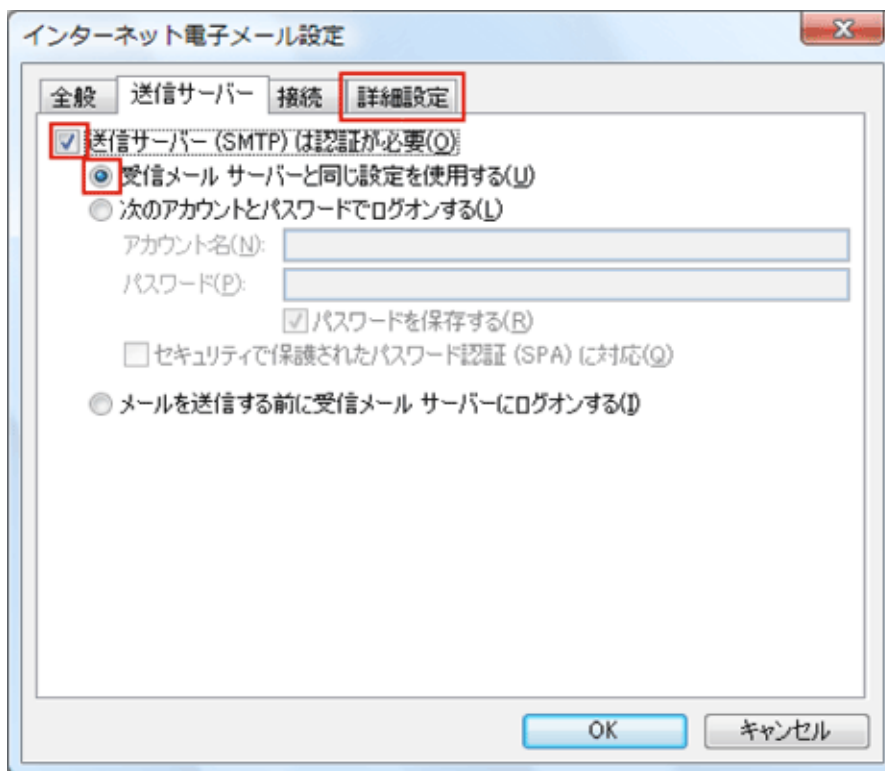 インターネット電子メール設定
全般 送信サーバー 接続 詳細設定
送信サーバー (SMTP) は認証が必要(O)
受信メール サーバーと同じ設定を使用する(U)
次のアカウントとパスワードでログオンする(L)
アカウント名(N):
パスワード(P):
パスワードを保存する(R)
セキュリティで保護されたパスワード認証 (SPA) に対応(Q)
メールを送信する前に受信メール サーバーにログオンする(I)
OK キャンセル